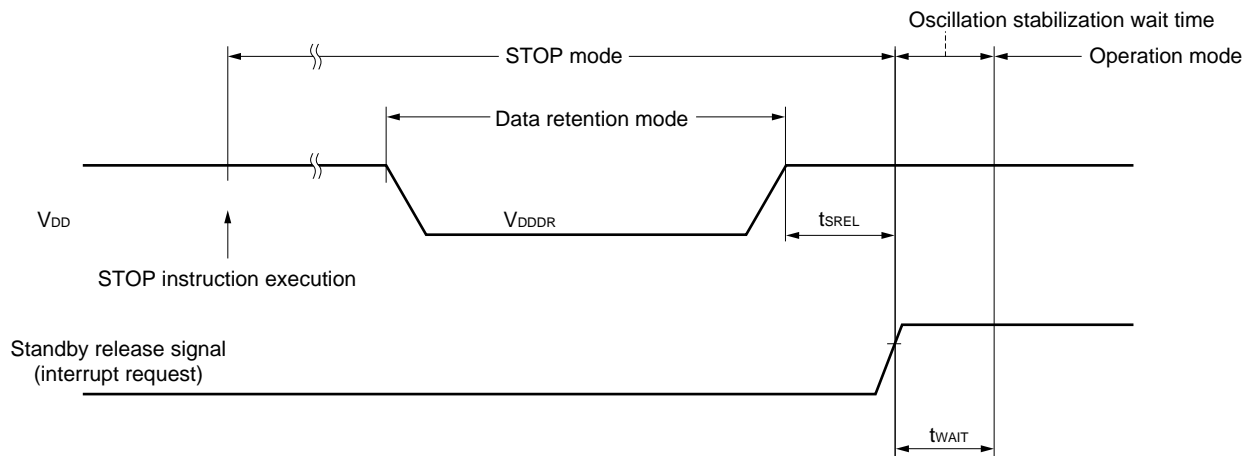 Oscillation stabilization wait time
STOP mode
Operation mode
Data retention mode
VDD
VDDDR
tSREL
STOP instruction execution
Standby release signal
(interrupt request)
tWAIT